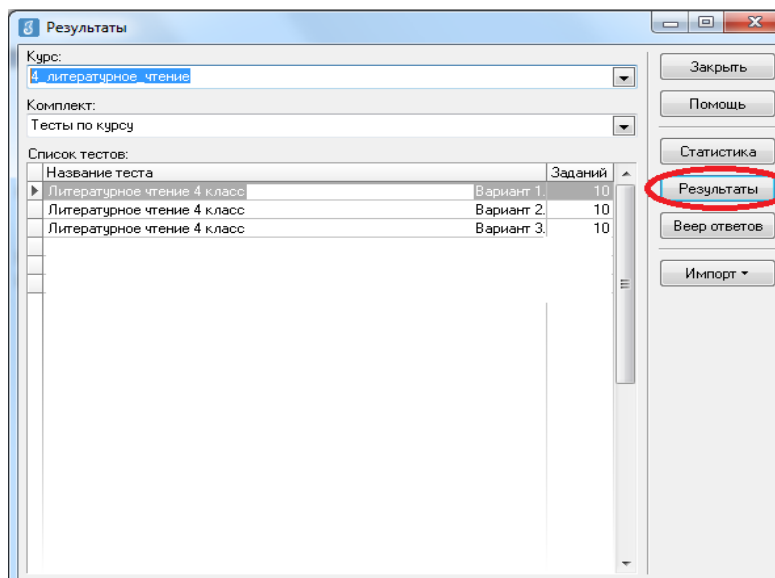 Результаты
Курс:
4_литературное_чтение
Комплект:
Тесты по курсу
Список тестов:
Название теста Заданий
Литературное чтение 4 класс Вариант 1. 10
Литературное чтение 4 класс Вариант 2. 10
Литературное чтение 4 класс Вариант 3. 10
Закрыть
Помощь
Статистика
Результаты
Веер ответов
Импорт